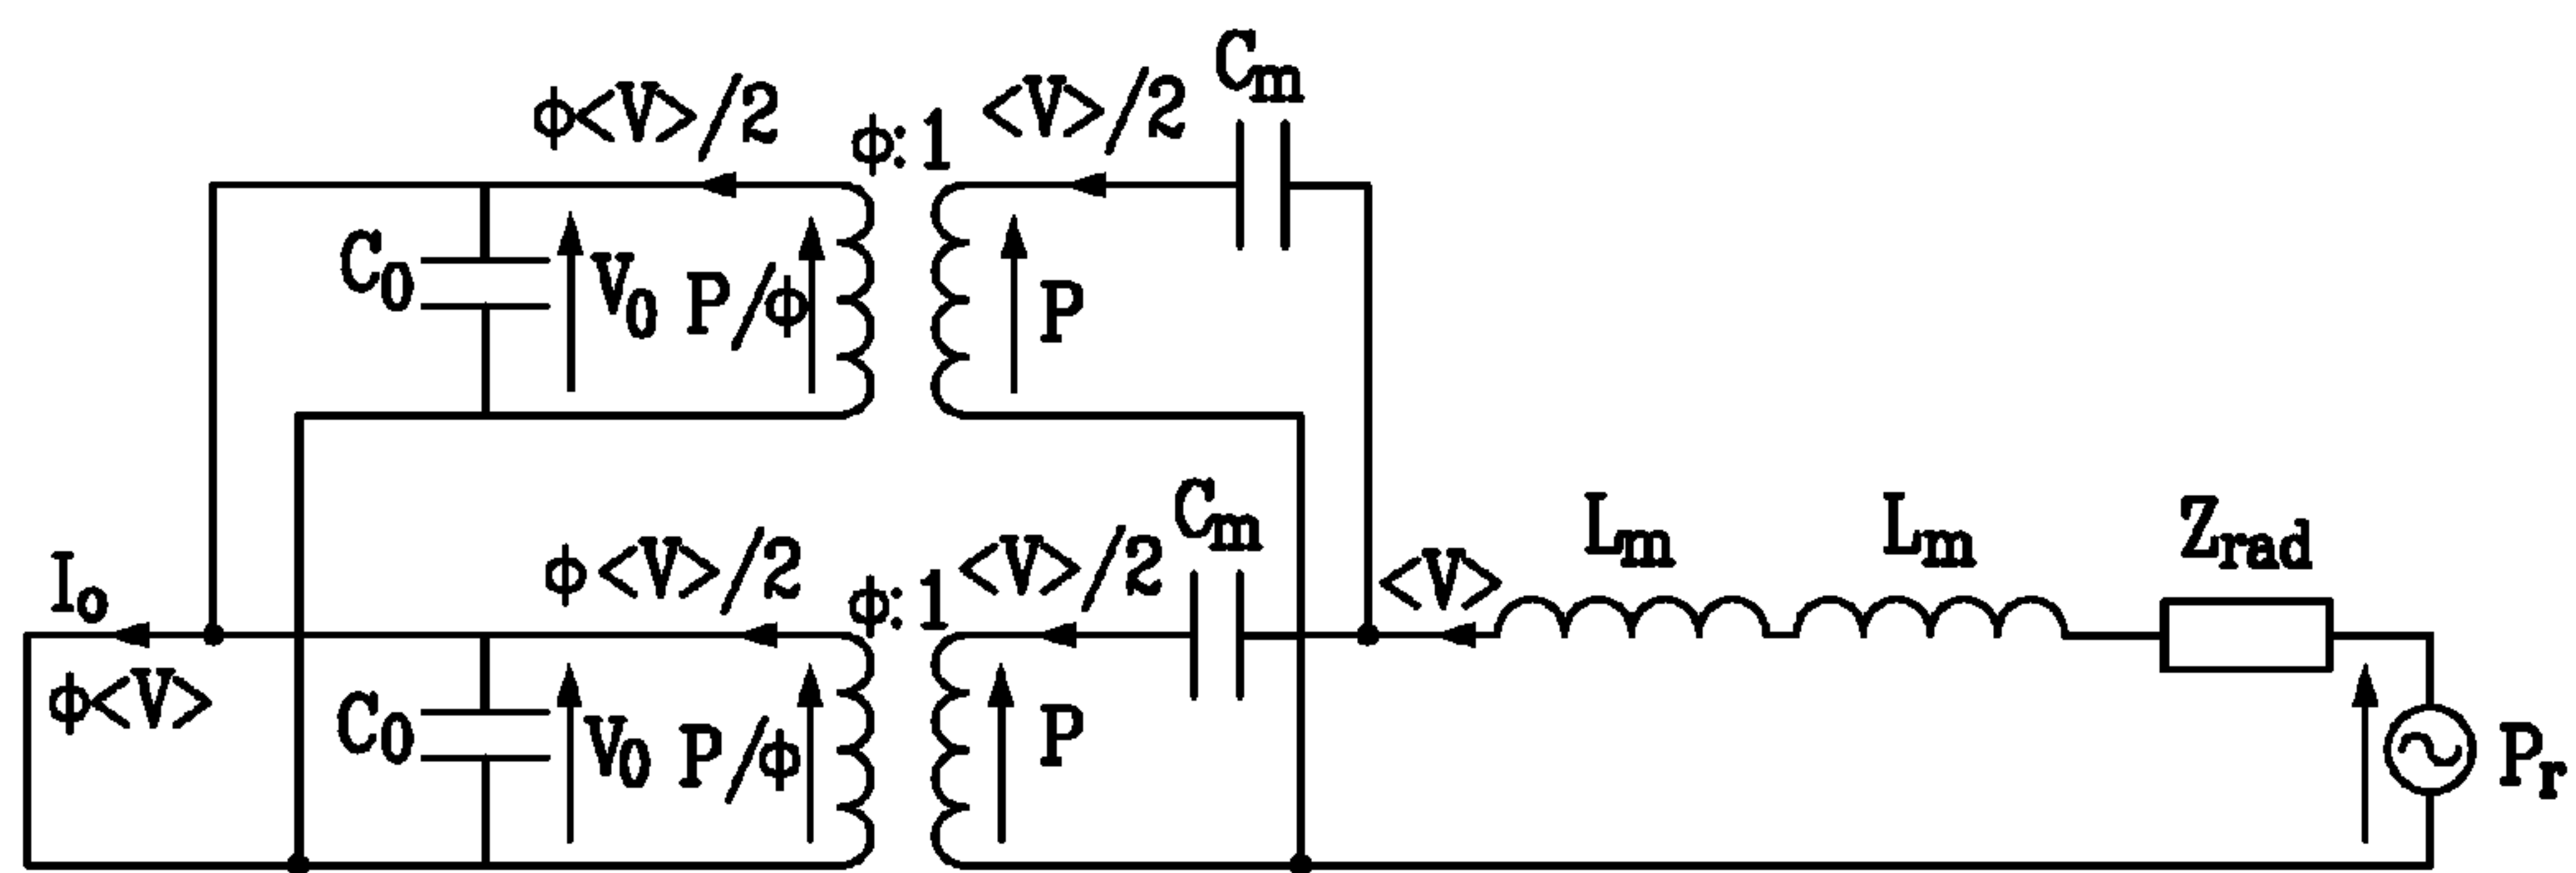 Cm
ϕ<V>/2
ϕ:1
<V>/2
C0
V0
P/ϕ
P
Cm
Lm
Lm
Zrad
Io
ϕ<V>/2
ϕ:1
<V>/2
<V>
ϕ<V>
C0
V0
P/ϕ
P
Pr